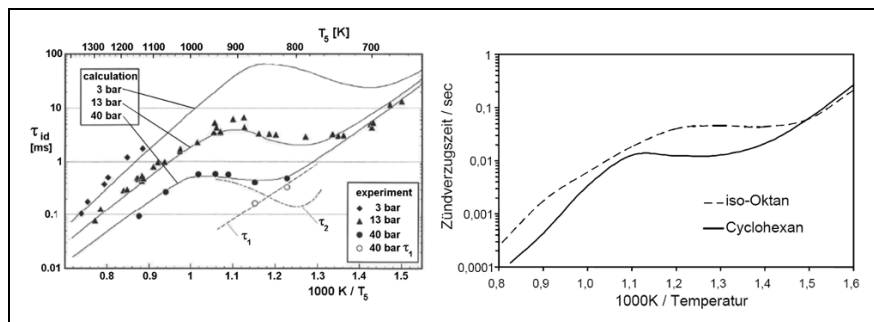 T5 [K]
1300 1200 1100 1000 900 800 700
100
10
1
0.1
0.01
τid
[ms]
calculation
3 bar
13 bar
40 bar
experiment
3 bar
13 bar
40 bar
40 bar τ1
τ1
τ2
0.8 0.9 1 1.1 1.2 1.3 1.4 1.5
1000 K / T5
Zündverzugszeit / sec
1
0,1
0,01
0,001
0,0001
iso-Oktan
Cyclohexan
0,8 0,9 1,0 1,1 1,2 1,3 1,4 1,5 1,6
1000K / Temperatur